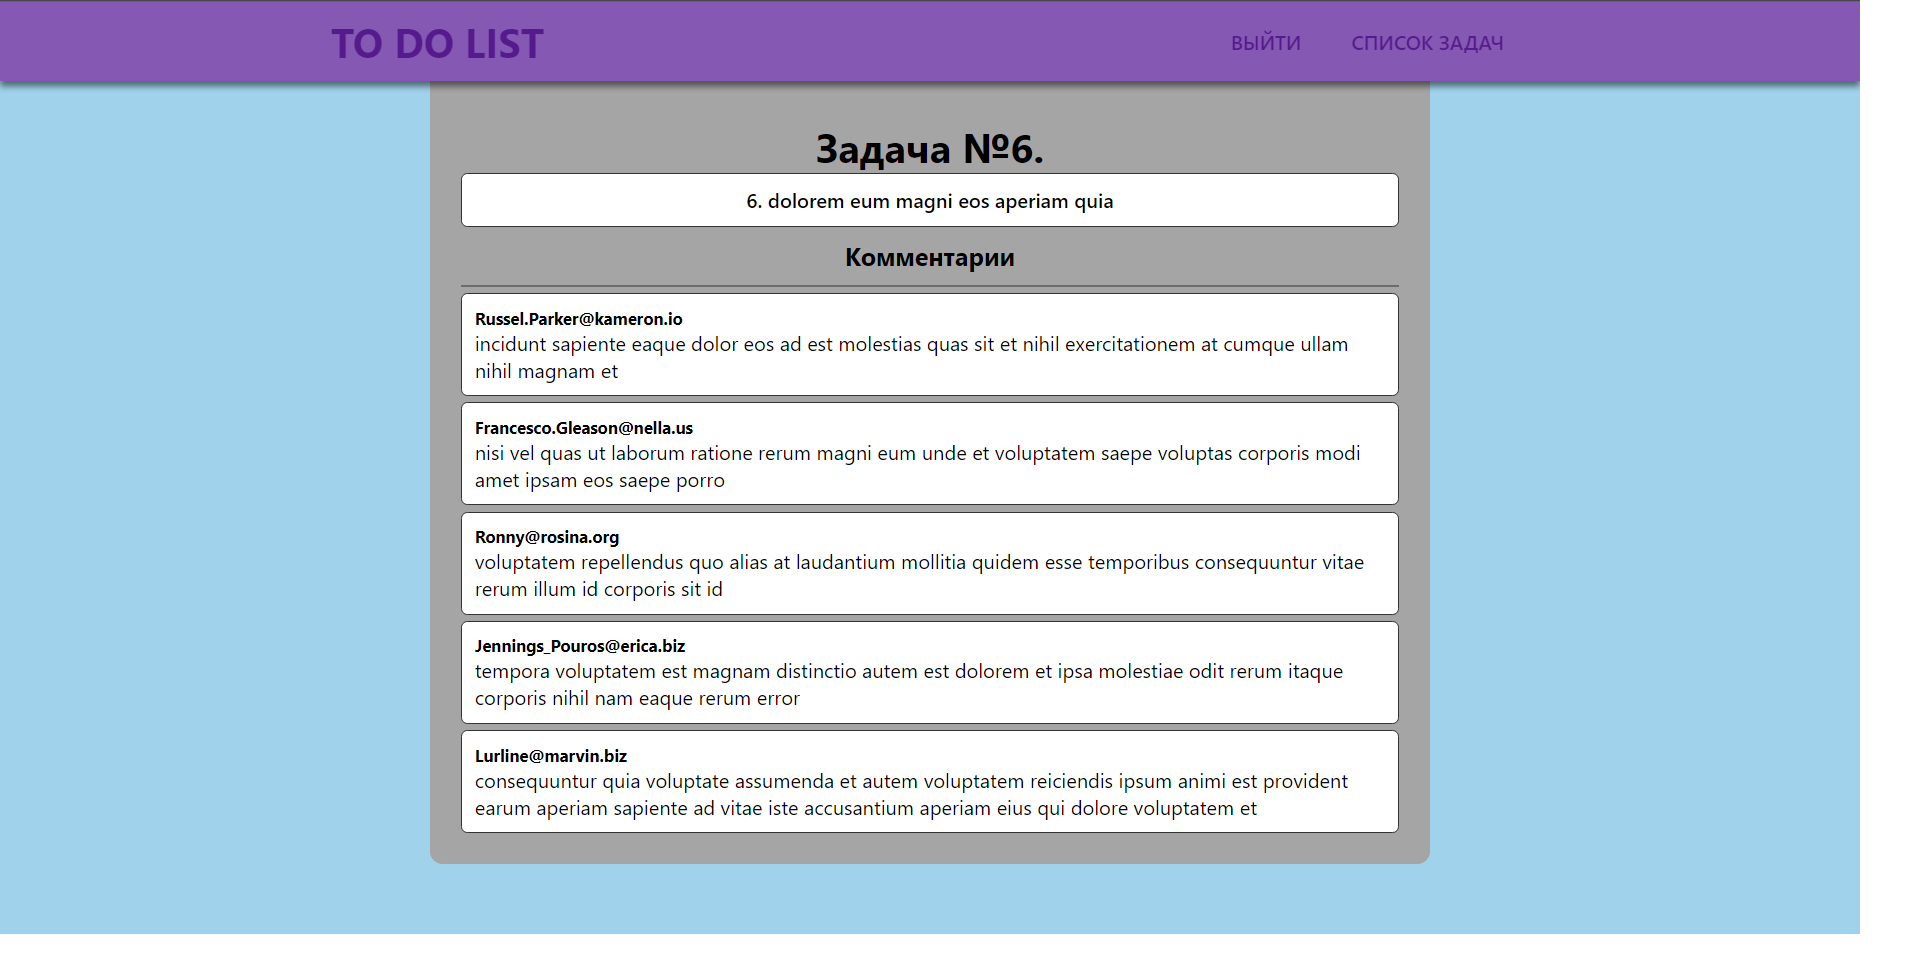 TO DO LIST
ВЫЙТИ СПИСОК ЗАДАЧ
Задача №6.
6. dolorem eum magni eos aperiam quia
Комментарии
Russel.Parker@kameron.io
incidunt sapiente eaque dolor eos ad est molestias quas sit et nihil exercitationem at cumque ullam
nihil magnam et
Francesco.Gleason@nella.us
nisi vel quas ut laborum ratione rerum magni eum unde et voluptatem saepe voluptas corporis modi
amet ipsam eos saepe porro
Ronny@rosina.org
voluptatem repellendus quo alias at laudantium mollitia quidem esse temporibus consequuntur vitae
rerum illum id corporis sit id
Jennings_Pouros@erica.biz
tempora voluptatem est magnam distinctio autem est dolorem et ipsa molestiae odit rerum itaque
corporis nihil nam eaque rerum error
Lurline@marvin.biz
consequuntur quia voluptate assumenda et autem voluptatem reiciendis ipsum animi est provident
earum aperiam sapiente ad vitae iste accusantium aperiam eius qui dolore voluptatem et